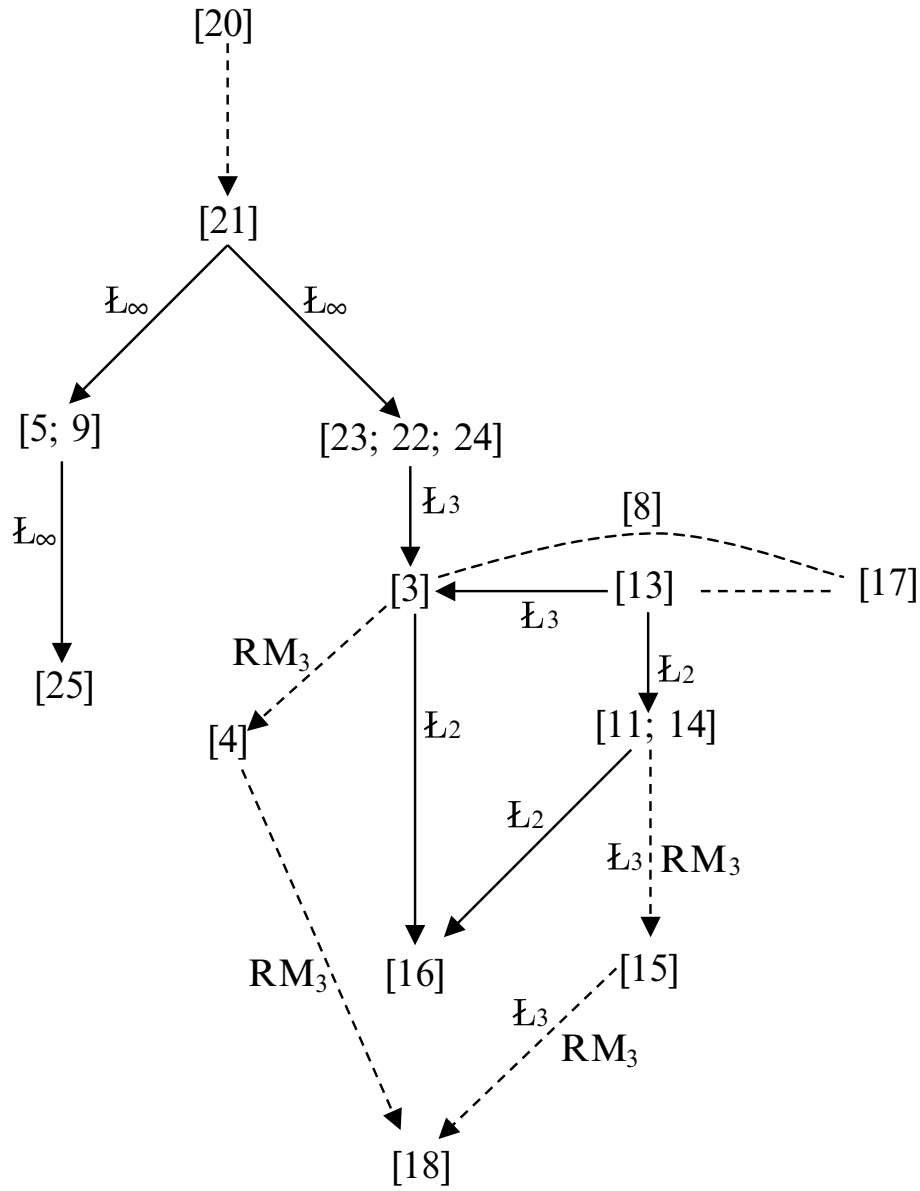 [20]
[21]
Ł∞ Ł∞
[5; 9] [23; 22; 24]
Ł3
[8]
Ł∞
[3] [13] [17]
Ł3
RM3
Ł2
[25]
[4] Ł2 [11; 14]
Ł2
Ł3 RM3
RM3 [16] [15]
Ł3
RM3
[18]